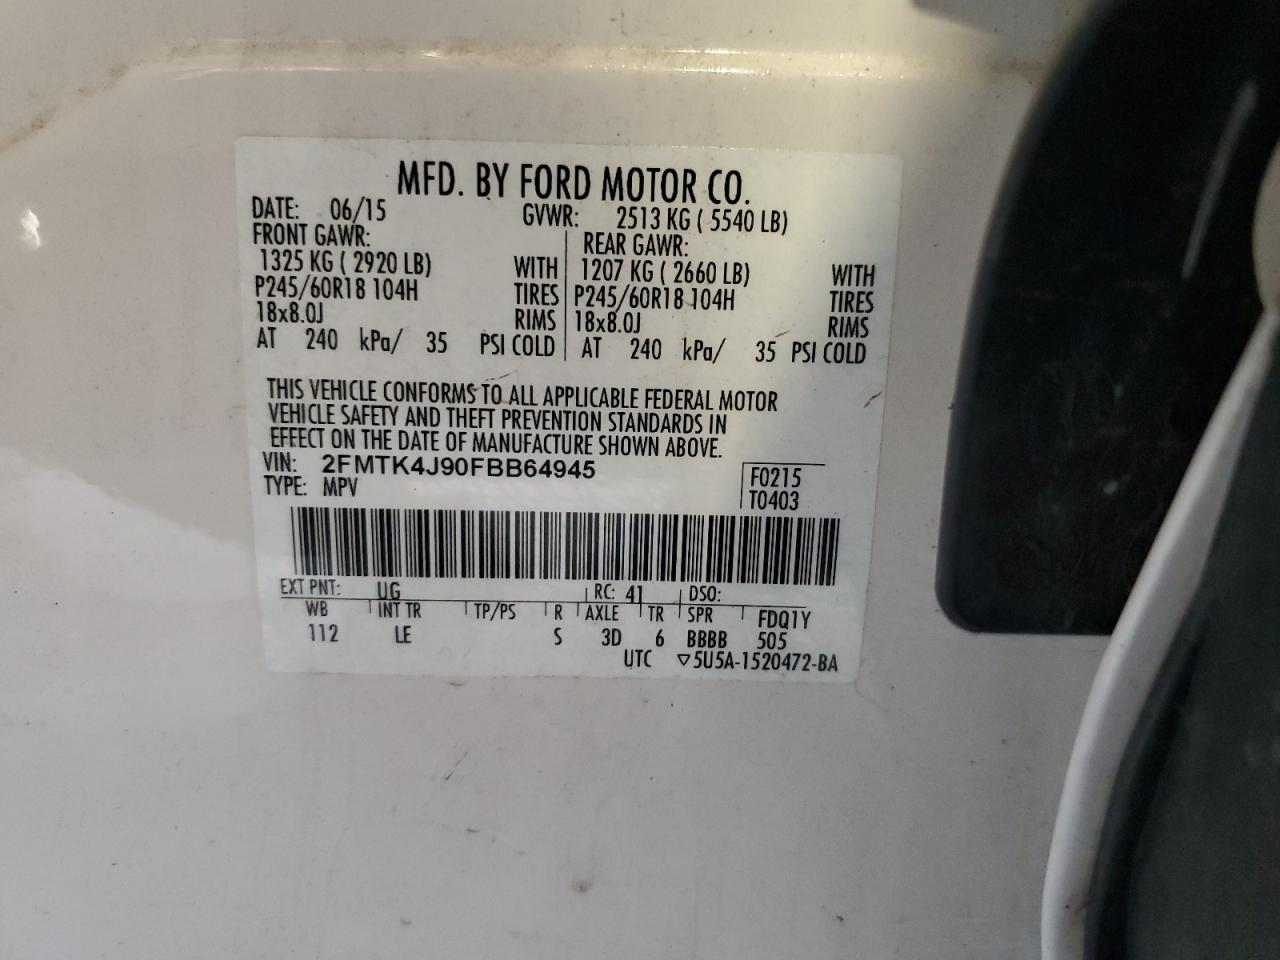 MFD. BY FORD MOTOR CO.
DATE: 06/15 GVWR: 2513 KG ( 5540 LB)
FRONT GAWR: REAR GAWR:
1325 KG ( 2920 LB) WITH 1207 KG ( 2660 LB) WITH
P245/60R18 104H TIRES P245/60R18 104H TIRES
18x8.0J RIMS 18x8.0J RIMS
AT 240 kPa/ 35 PSI COLD AT 240 kPa/ 35 PSI COLD
THIS VEHICLE CONFORMS TO ALL APPLICABLE FEDERAL MOTOR
VEHICLE SAFETY AND THEFT PREVENTION STANDARDS IN
EFFECT ON THE DATE OF MANUFACTURE SHOWN ABOVE.
VIN: 2FMTK4J90FBB64945 F0215
TYPE: MPV T0403
EXT PNT: UG RC: 41 DSO:
WB INT TR TP/PS R AXLE TR SPR FDQ1Y
112 LE S 3D 6 BBBB 505
UTC ▽5U5A-1520472-BA